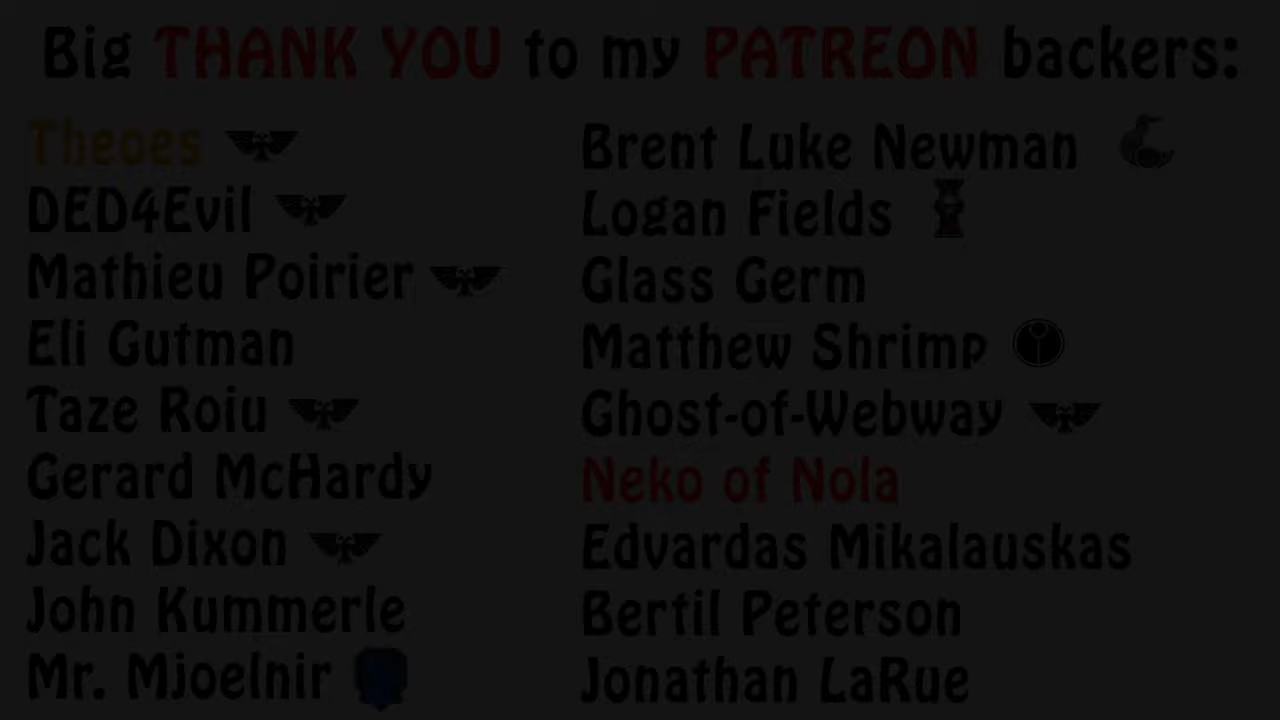 Big THANK YOU to my PATREON backers:
Theoes
DED4Evil
Mathieu Poirier
Eli Gutman
Taze Roiu
Gerard McHardy
Jack Dixon
John Kummerle
Mr. Mjoelnir
Brent Luke Newman
Logan Fields
Glass Germ
Matthew Shrimp
Ghost-of-Webway
Neko of Nola
Edvardas Mikalauskas
Bertil Peterson
Jonathan LaRue